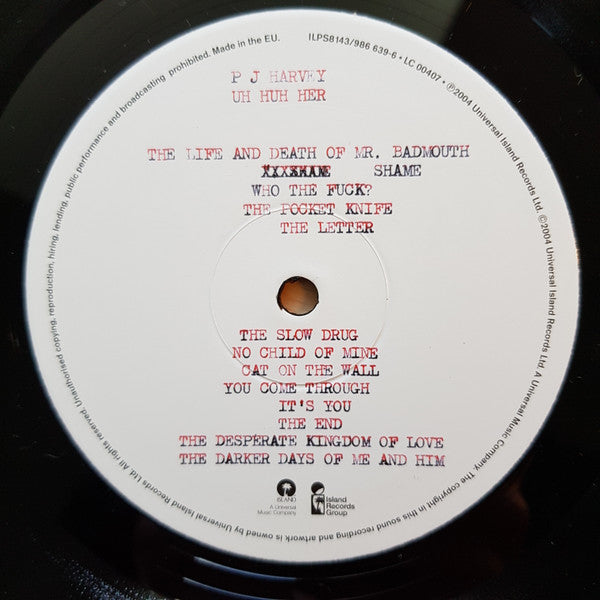 Unauthorised copying, reproduction, hiring, lending, public performance and broadcasting prohibited. Made in the EU. ILPS8143/986 639-6 • LC 00407 • ℗2004 Universal Island Records Ltd. ©2004 Universal Island Records Ltd. A Universal Music Company. The copyright in this sound recording and artwork is owned by Universal Island Records Ltd. All rights reserved.
P J HARVEY
UH HUH HER
THE LIFE AND DEATH OF MR. BADMOUTH
SHAME
WHO THE FUCK?
THE POCKET KNIFE
THE LETTER
THE SLOW DRUG
NO CHILD OF MINE
CAT ON THE WALL
YOU COME THROUGH
IT'S YOU
THE END
THE DESPERATE KINGDOM OF LOVE
THE DARKER DAYS OF ME AND HIM
ISLAND
A Universal
Music Company
Island
Records
Group